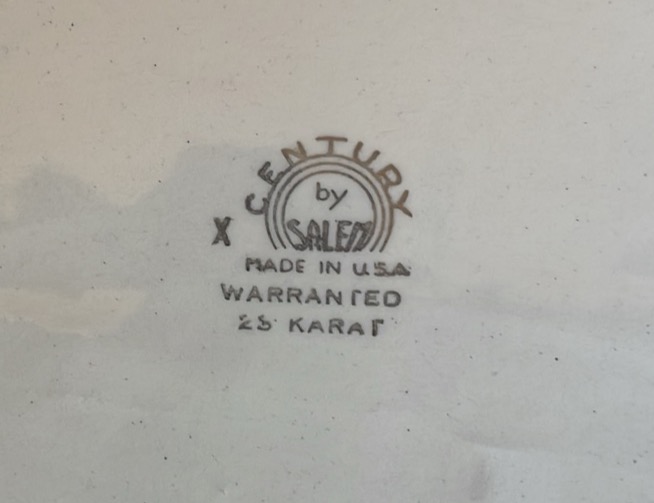 CENTURY
by
X SALEM
MADE IN U.S.A
WARRANTED
23 KARAT